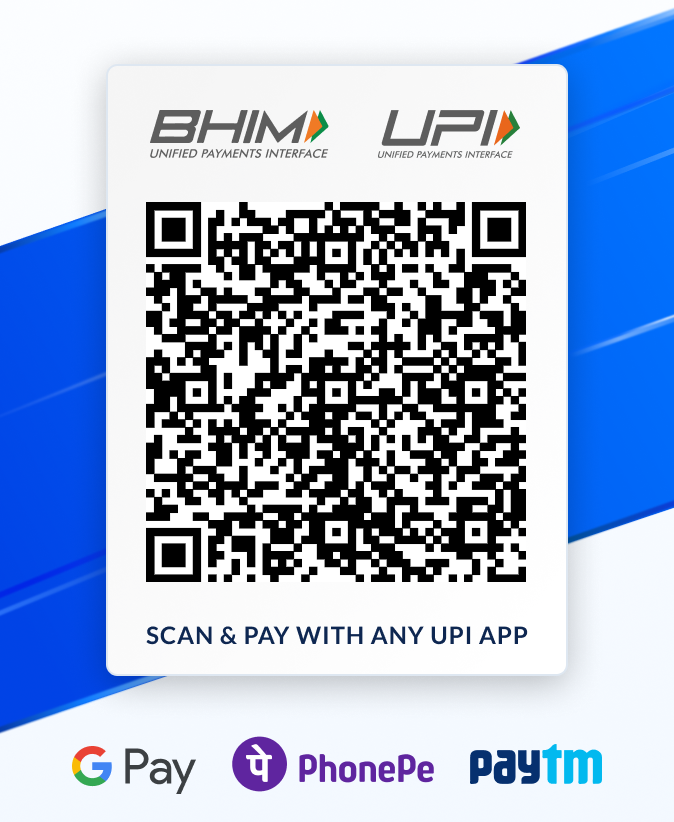 BHIM
UNIFIED PAYMENTS INTERFACE
UPI
UNIFIED PAYMENTS INTERFACE
SCAN & PAY WITH ANY UPI APP
G Pay
पे PhonePe
paytm